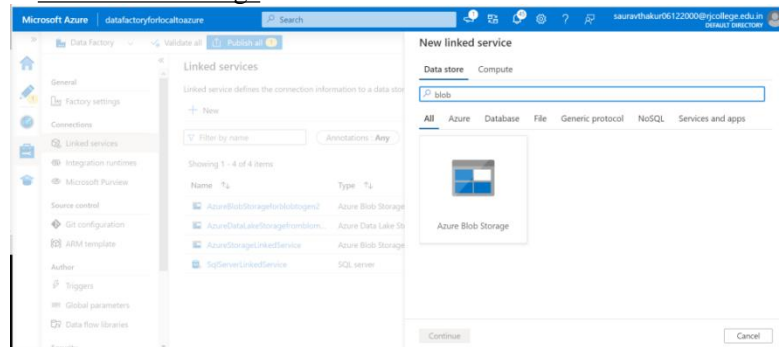 Microsoft Azure | datafactoryforlocaltoazure
Search
sauravthakur06122000@rjcollege.edu.in
DEFAULT DIRECTORY
Data Factory
Validate all
Publish all 1
General
Factory settings
Connections
Linked services
Integration runtimes
Microsoft Purview
Source control
Git configuration
ARM template
Author
Triggers
Global parameters
Data flow libraries
Linked services
Linked service defines the connection information to a data stor
New
Filter by name
Annotations : Any
Showing 1 - 4 of 4 items
Name Type
AzureBlobStorageforblobtogen2 Azure Blob Storage
AzureDataLakeStoragefromblom... Azure Data Lake Sto
AzureStorageLinkedService Azure Blob Storage
SqlServerLinkedService SQL server
New linked service
Data store Compute
blob
All Azure Database File Generic protocol NoSQL Services and apps
Azure Blob Storage
Continue Cancel